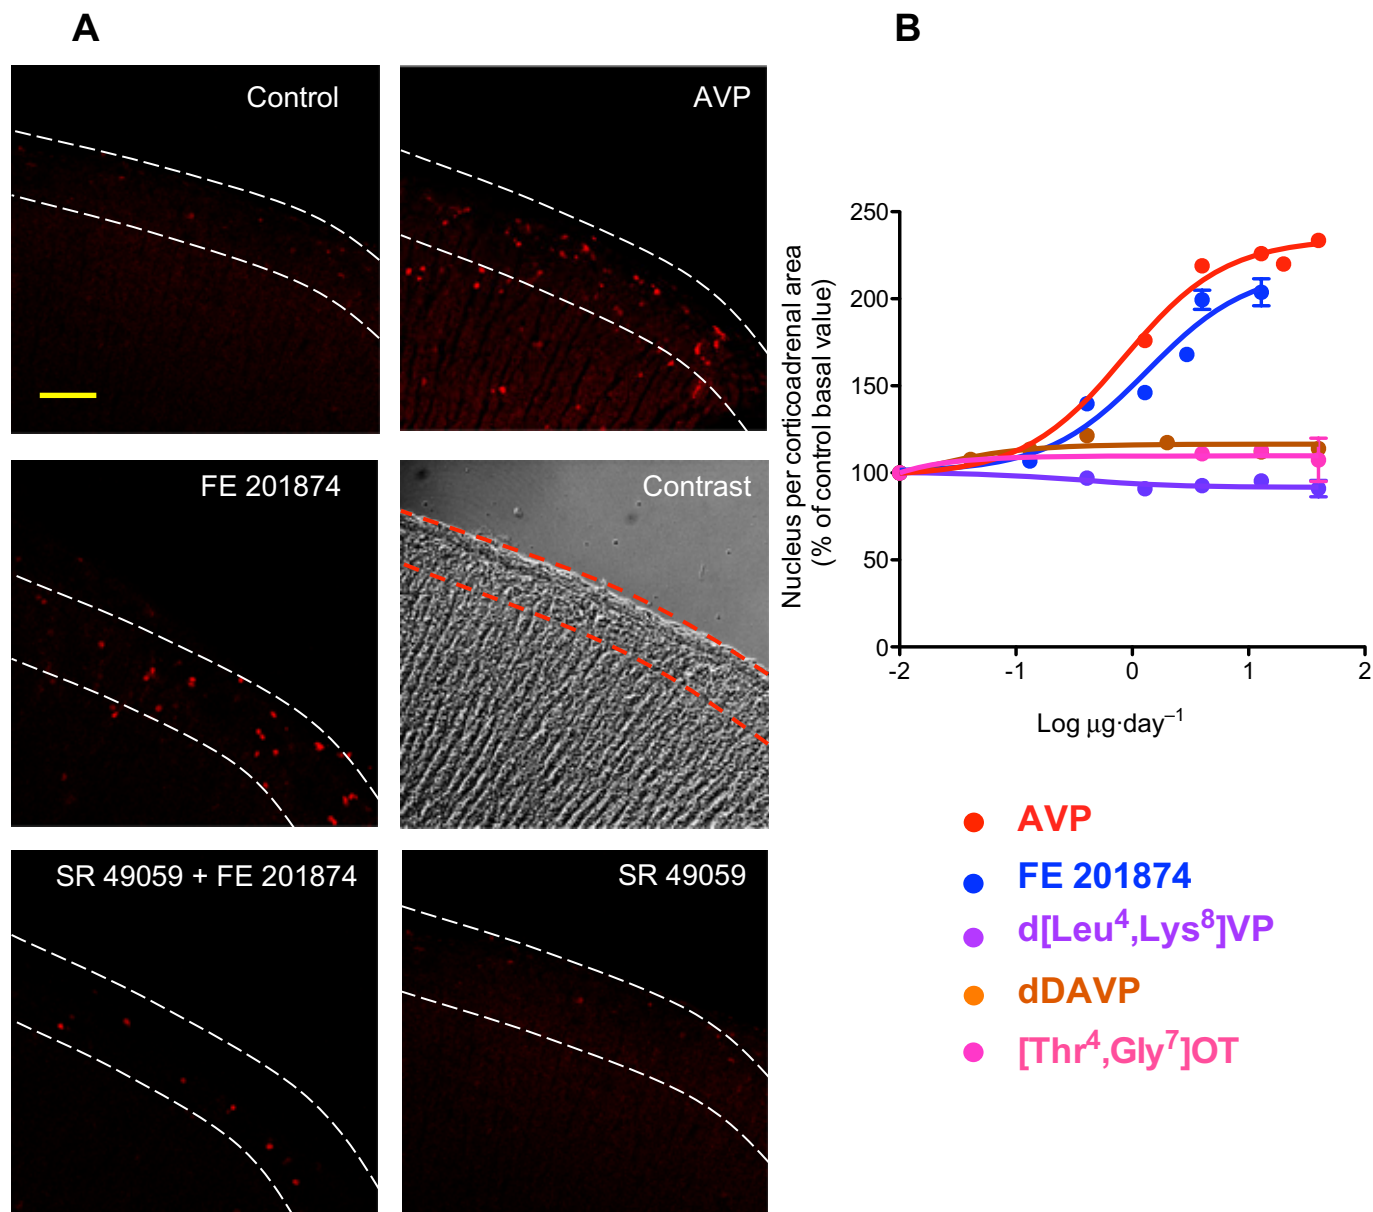 A
B
Control
AVP
FE 201874
Contrast
SR 49059 + FE 201874
SR 49059
Nucleus per corticoadrenal area
(% of control basal value)
250
200
150
100
50
0
-2
-1
0
1
2
Log µg·day⁻¹
AVP
FE 201874
d[Leu⁴,Lys⁸]VP
dDAVP
[Thr⁴,Gly⁷]OT